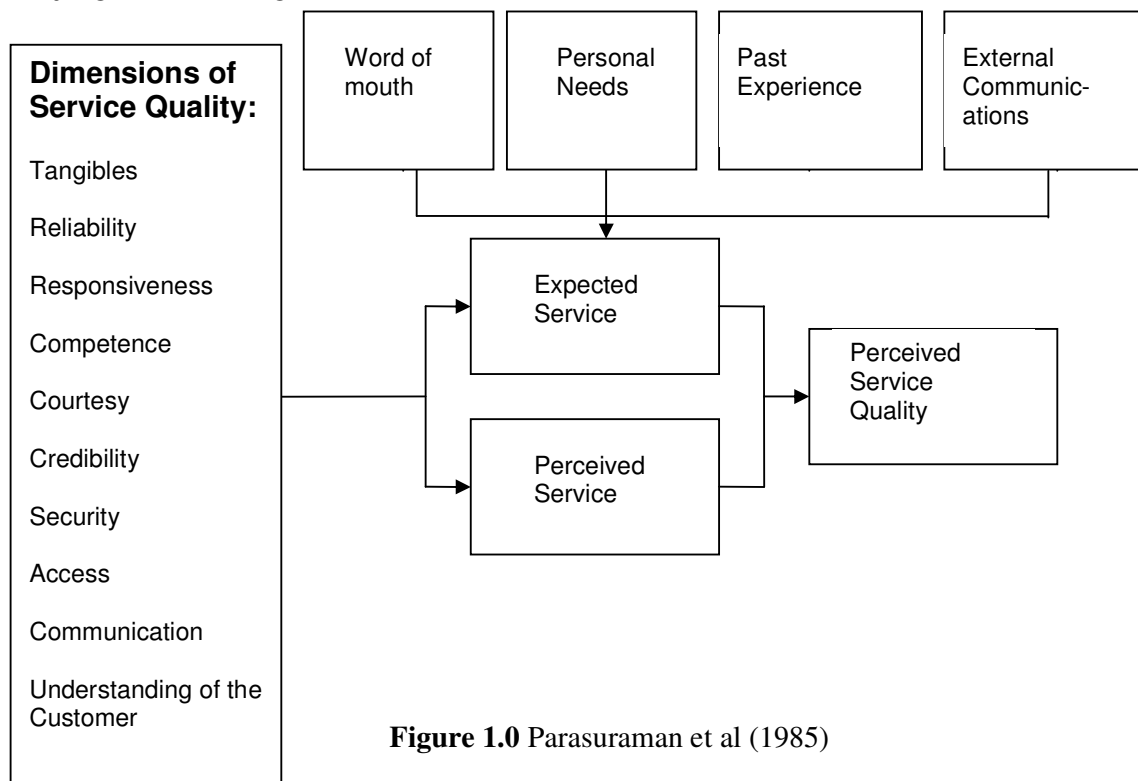 Dimensions of
Service Quality:
Tangibles
Reliability
Responsiveness
Competence
Courtesy
Credibility
Security
Access
Communication
Understanding of the
Customer
Word of
mouth
Personal
Needs
Past
Experience
External
Communic-
ations
Expected
Service
Perceived
Service
Perceived
Service
Quality
Figure 1.0 Parasuraman et al (1985)